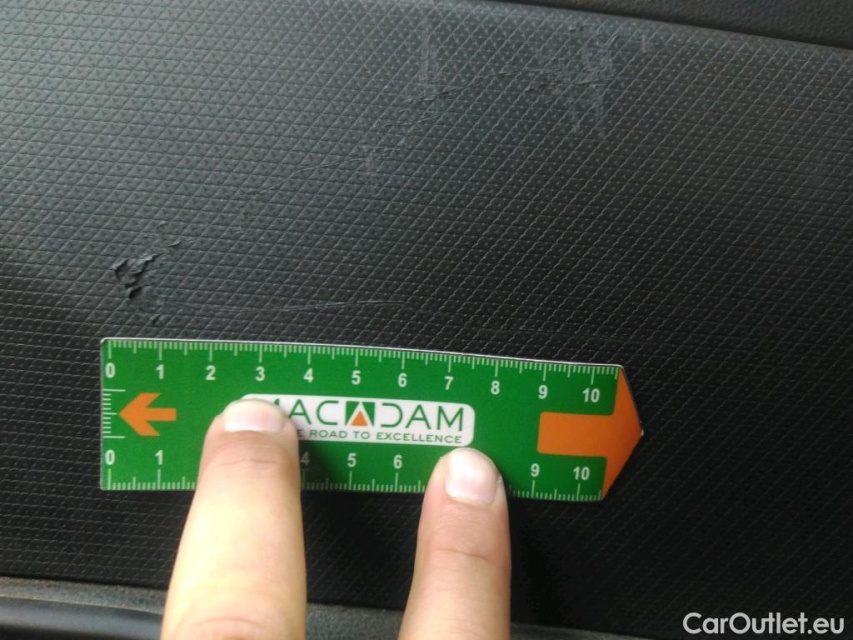 0 1 2 3 4 5 6 7 8 9 10
ACADAM
ROAD TO EXCELLENCE
0 1 4 5 6 9 10
CarOutlet.eu